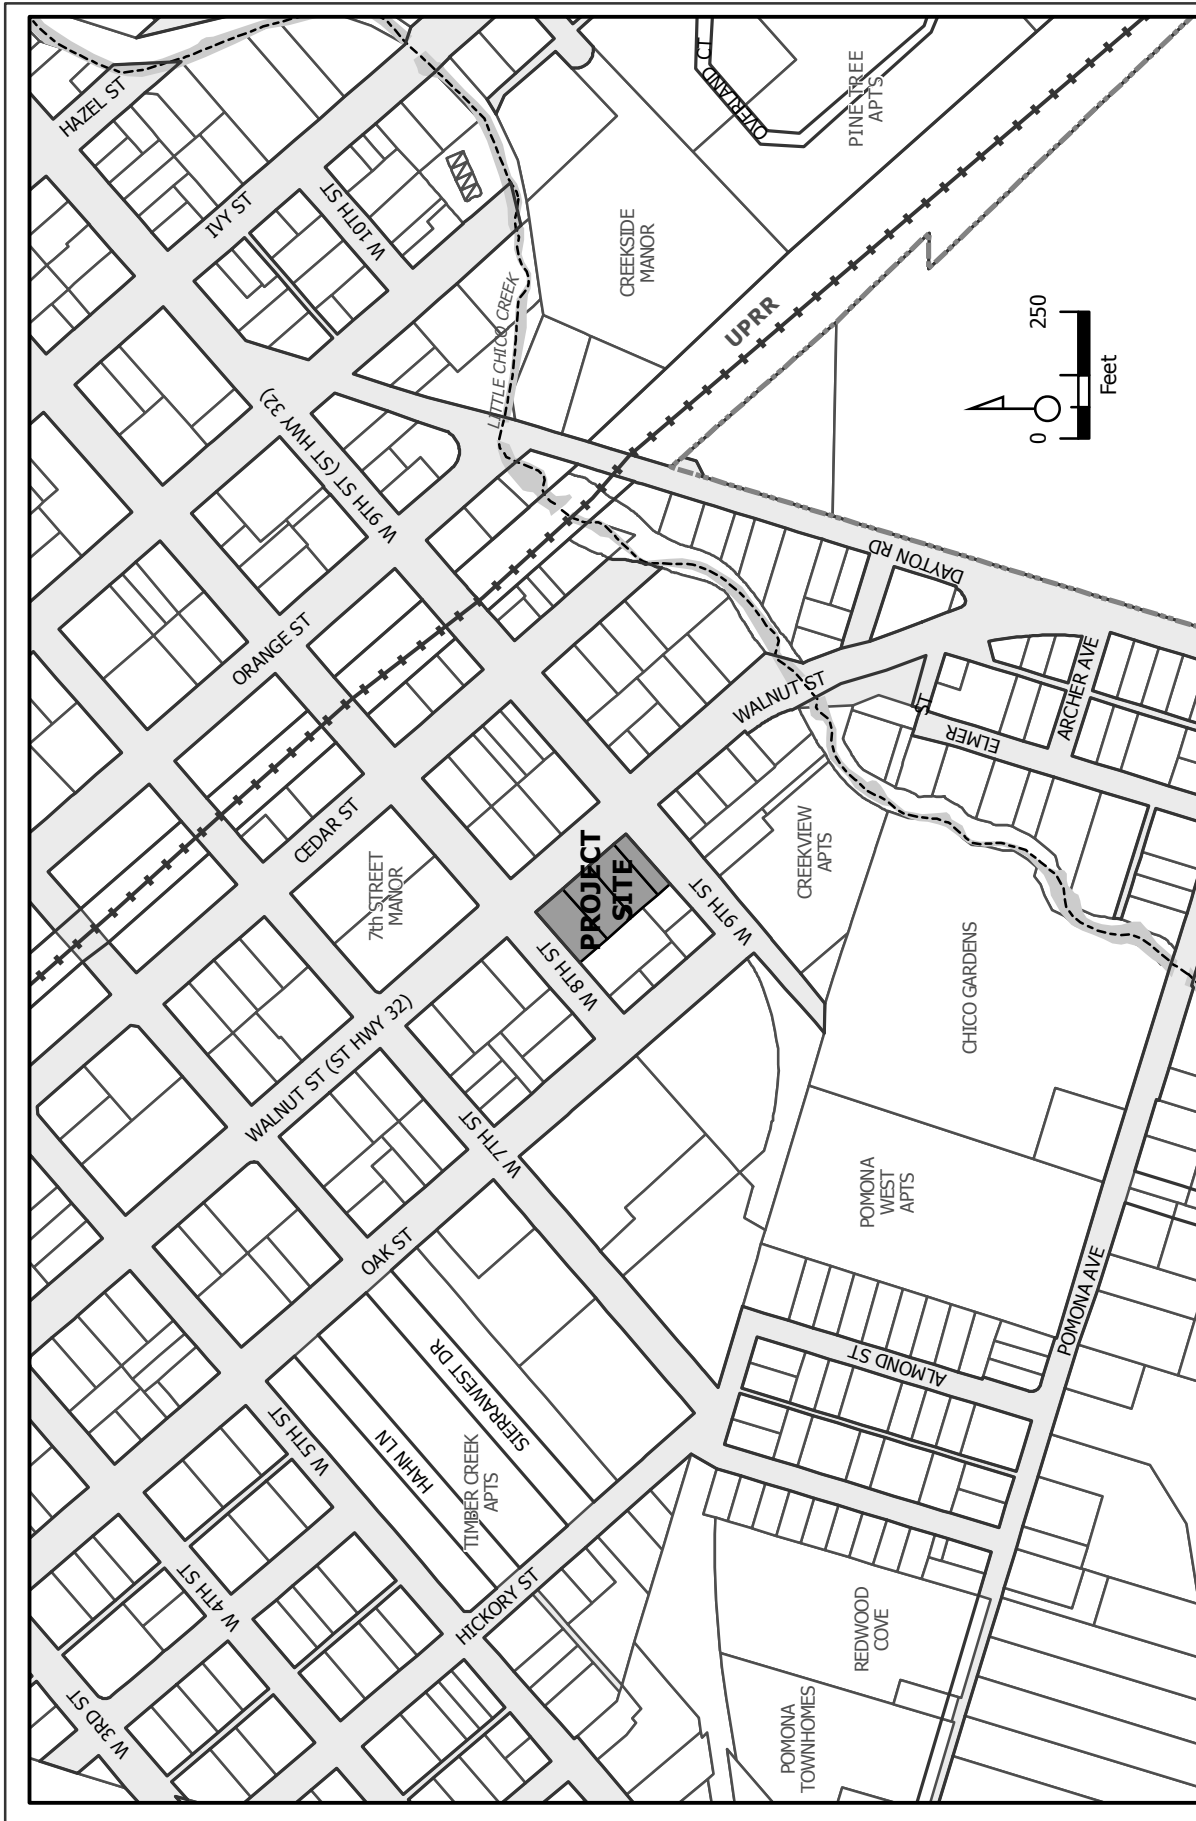 HAZEL ST
IVY ST
W 10TH ST
OVERLAND CT
PINE TREE
APTS
CREEKSIDE
MANOR
LITTLE CHICO CREEK
UPRR
W 9TH ST (ST HWY 32)
ORANGE ST
CEDAR ST
7th STREET
MANOR
WALNUT ST (ST HWY 32)
PROJECT
SITE
W 8TH ST
W 9TH ST
WALNUT ST
DAYTON RD
ELMER
ST
ARCHER AVE
CREEKVIEW
APTS
CHICO GARDENS
0
250
Feet
W 7TH ST
OAK ST
POMONA
WEST
APTS
POMONA AVE
ALMOND ST
SIERRAWEST DR
HAHN LN
TIMBER CREEK
APTS
W 5TH ST
W 4TH ST
W 3RD ST
HICKORY ST
REDWOOD
COVE
POMONA
TOWNHOMES